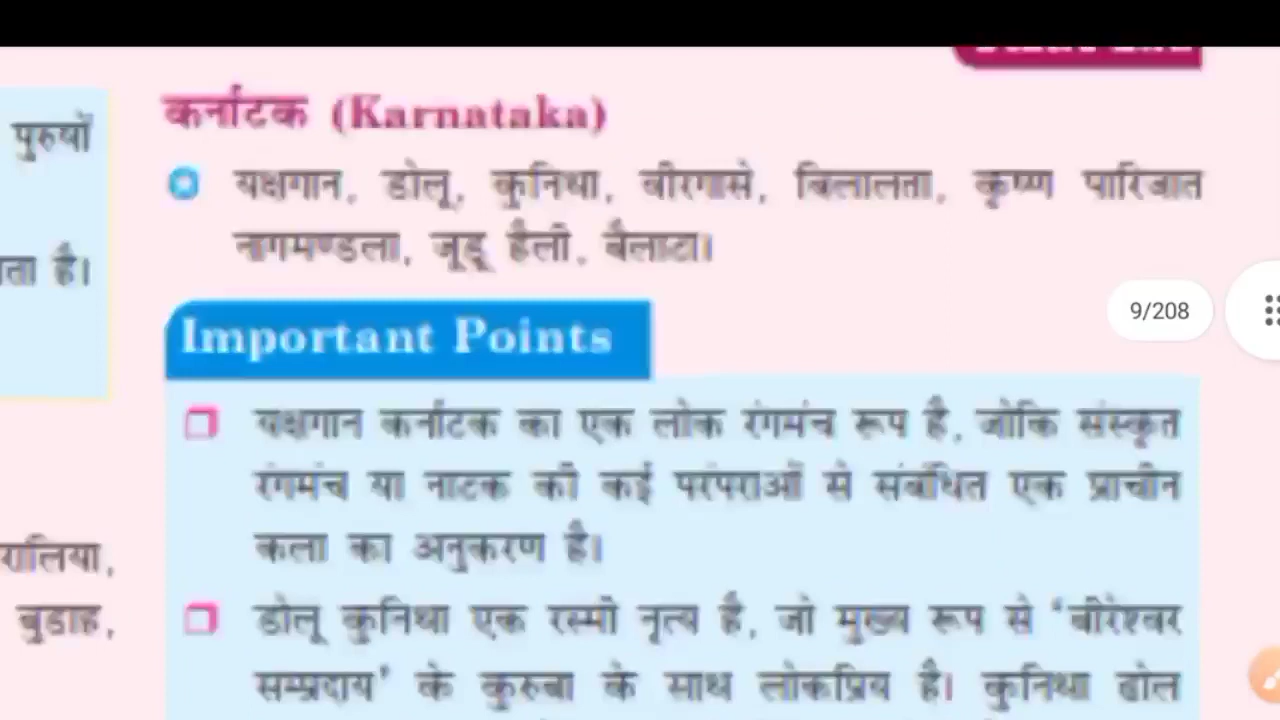 पुरुषों
कर्नाटक (Karnataka)
यक्षगान, डोलू, कुनिथा, वीरगासे, बिलालता, कृष्ण पारिजात
नागमण्डला, जूडू हैली, बैलाटा।
ता है।
9/208
Important Points
यक्षगान कर्नाटक का एक लोक रंगमंच रूप है, जोकि संस्कृत
रंगमंच या नाटक की कई परंपराओं से संबंधित एक प्राचीन
कला का अनुकरण है।
रालिया,
बुडाह,
डोलू कुनिथा एक रस्मी नृत्य है, जो मुख्य रूप से 'बीरेश्वर
सम्प्रदाय' के कुरुबा के साथ लोकप्रिय है। कुनिथा ढोल